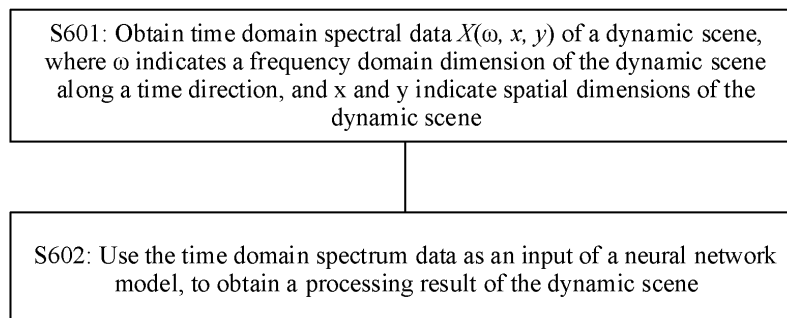 S601: Obtain time domain spectral data X(ω, x, y) of a dynamic scene,
where ω indicates a frequency domain dimension of the dynamic scene
along a time direction, and x and y indicate spatial dimensions of the
dynamic scene
S602: Use the time domain spectrum data as an input of a neural network
model, to obtain a processing result of the dynamic scene